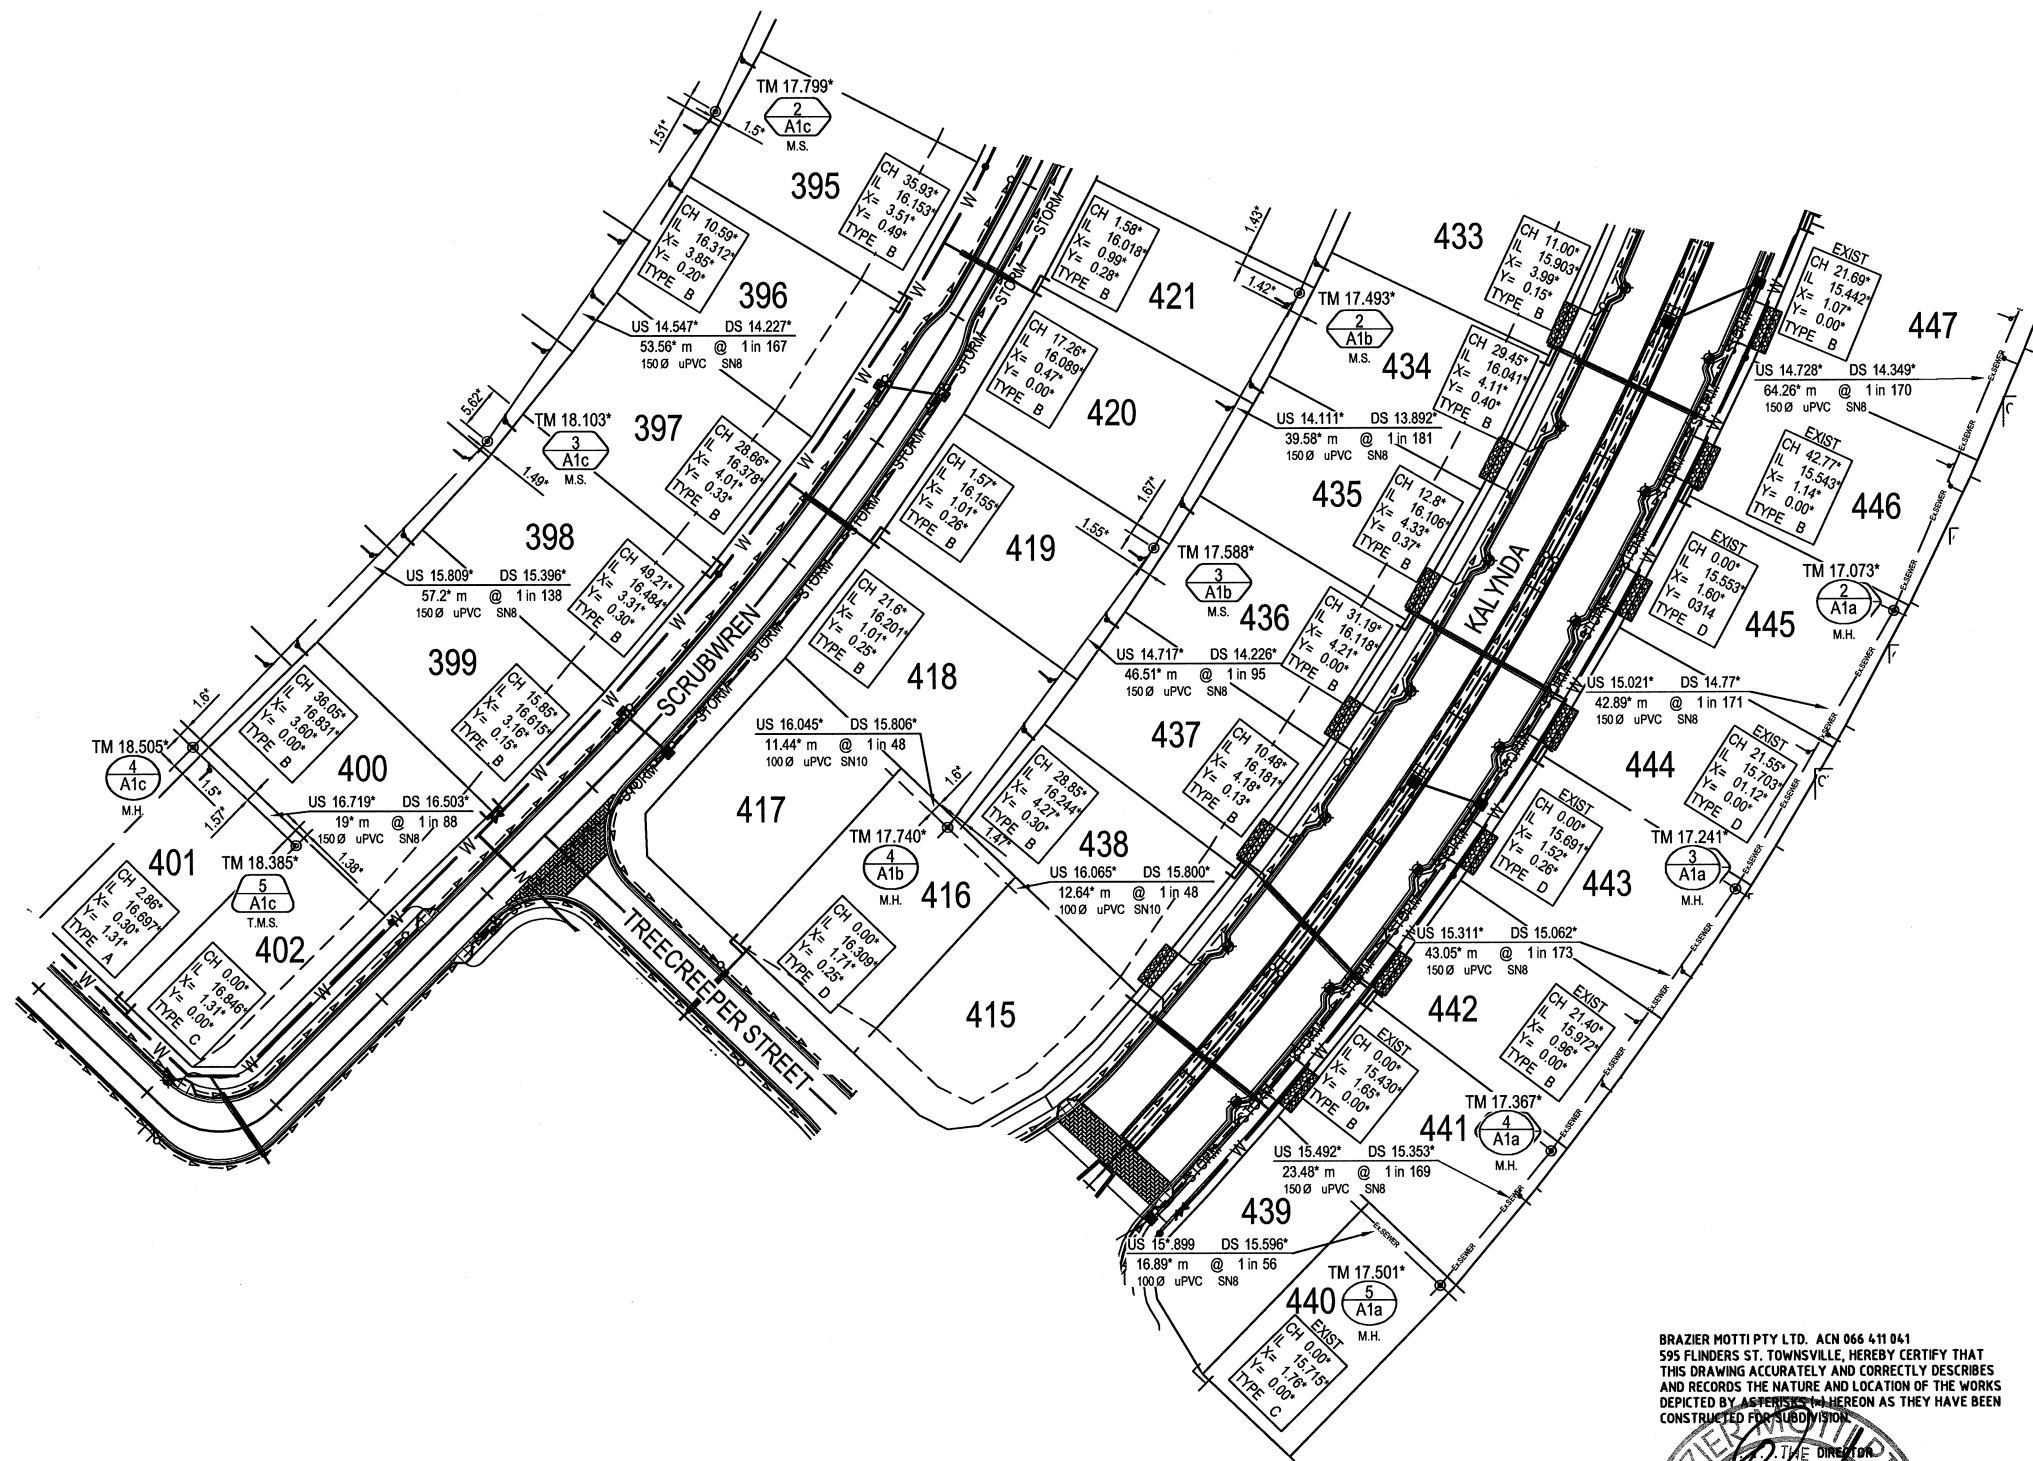 TM 17.799*
2
A1c
M.S.
1.51*
1.5*
395
CH 35.93*
IL 16.153*
X= 3.51*
Y= 0.49*
TYPE B
CH 10.59*
IL 16.312*
X= 3.85*
Y= 0.20*
TYPE B
396
US 14.547* DS 14.227*
53.56* m @ 1 in 167
150 Ø uPVC SN8
5.62*
TM 18.103*
3
A1c
M.S.
1.49*
397
CH 28.66*
IL 16.378*
X= 4.01*
Y= 0.33*
TYPE B
398
US 15.809* DS 15.396*
57.2* m @ 1 in 138
150 Ø uPVC SN8
CH 49.21*
IL 16.484*
X= 3.31*
Y= 0.30*
TYPE B
399
CH 15.85*
IL 16.615*
X= 3.16*
Y= 0.15*
TYPE B
CH 36.05*
IL 16.831*
X= 3.60*
Y= 0.00*
TYPE B
400
1.6*
TM 18.505*
4
A1c
M.H.
1.5*
1.57*
US 16.719* DS 16.503*
19* m @ 1 in 88
150 Ø uPVC SN8
1.38*
401
TM 18.385*
5
A1c
T.M.S.
CH 2.86*
IL 16.697*
X= 0.30*
Y= 1.31*
TYPE A
402
CH 0.00*
IL 16.846*
X= 1.31*
Y= 0.00*
TYPE C
SCRUBWREN
TREECREEPER STREET
KALYNDA
STORM
W
CH 1.58*
IL 16.018*
X= 0.99*
Y= 0.28*
TYPE B
421
CH 17.26*
IL 16.089*
X= 0.47*
Y= 0.00*
TYPE B
420
CH 1.57*
IL 16.155*
X= 1.01*
Y= 0.26*
TYPE B
419
CH 21.6*
IL 16.201*
X= 1.01*
Y= 0.25*
TYPE B
418
US 16.045* DS 15.806*
11.44* m @ 1 in 48
100 Ø uPVC SN10
417
TM 17.740*
4
A1b
M.H.
1.6*
1.47*
416
CH 0.00*
IL 16.309*
X= 1.71*
Y= 0.25*
TYPE D
415
1.43*
1.42*
TM 17.493*
2
A1b
M.S.
433
CH 11.00*
IL 15.903*
X= 3.99*
Y= 0.15*
TYPE B
434
CH 29.45*
IL 16.041*
X= 4.11*
Y= 0.40*
TYPE B
US 14.111* DS 13.892*
39.58* m @ 1 in 181
150 Ø uPVC SN8
435
CH 12.8*
IL 16.106*
X= 4.33*
Y= 0.37*
TYPE B
1.67*
1.55*
TM 17.588*
3
A1b
M.S.
436
CH 31.19*
IL 16.118*
X= 4.21*
Y= 0.00*
TYPE B
US 14.717* DS 14.226*
46.51* m @ 1 in 95
150 Ø uPVC SN8
437
CH 10.48*
IL 16.181*
X= 4.18*
Y= 0.13*
TYPE B
438
CH 28.85*
IL 16.244*
X= 4.27*
Y= 0.30*
TYPE B
US 16.065* DS 15.800*
12.64* m @ 1 in 48
100 Ø uPVC SN10
EXIST
CH 21.69*
IL 15.442*
X= 1.07*
Y= 0.00*
TYPE B
447
US 14.728* DS 14.349*
64.26* m @ 1 in 170
150 Ø uPVC SN8
EXIST
CH 42.77*
IL 15.543*
X= 1.14*
Y= 0.00*
TYPE B
446
EXIST
CH 0.00*
IL 15.553*
X= 1.60*
Y= 0314
TYPE D
445
TM 17.073*
2
A1a
M.H.
US 15.021* DS 14.77*
42.89* m @ 1 in 171
150 Ø uPVC SN8
444
EXIST
CH 21.55*
IL 15.703*
X= 01.12*
Y= 0.00*
TYPE D
EXIST
CH 0.00*
IL 15.691*
X= 1.52*
Y= 0.26*
TYPE D
443
TM 17.241*
3
A1a
M.H.
US 15.311* DS 15.062*
43.05* m @ 1 in 173
150 Ø uPVC SN8
442
EXIST
CH 21.40*
IL 15.972*
X= 0.96*
Y= 0.00*
TYPE B
EXIST
CH 0.00*
IL 15.430*
X= 1.65*
Y= 0.00*
TYPE B
441
TM 17.367*
4
A1a
M.H.
US 15.492* DS 15.353*
23.48* m @ 1 in 169
150 Ø uPVC SN8
439
US 15*.899 DS 15.596*
16.89* m @ 1 in 56
100 Ø uPVC SN8
TM 17.501*
5
A1a
M.H.
440
EXIST
CH 0.00*
IL 15.715*
X= 1.76*
Y= 0.00*
TYPE C
Ex.SEWER
BRAZIER MOTTI PTY LTD. ACN 066 411 041
595 FLINDERS ST. TOWNSVILLE, HEREBY CERTIFY THAT
THIS DRAWING ACCURATELY AND CORRECTLY DESCRIBES
AND RECORDS THE NATURE AND LOCATION OF THE WORKS
DEPICTED BY ASTERISKS (*) HEREON AS THEY HAVE BEEN
CONSTRUCTED FOR SUBDIVISION.
DIRECTOR